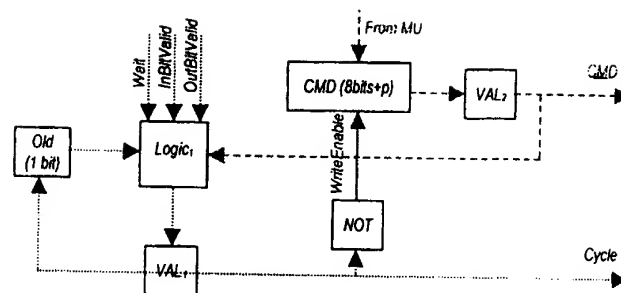 From MU
Wait
InBitValid
OutBitValid
CMD (8bits+p)
VAL₂
CMD
Old
(1 bit)
Logic₁
WriteEnable
NOT
VAL₁
Cycle